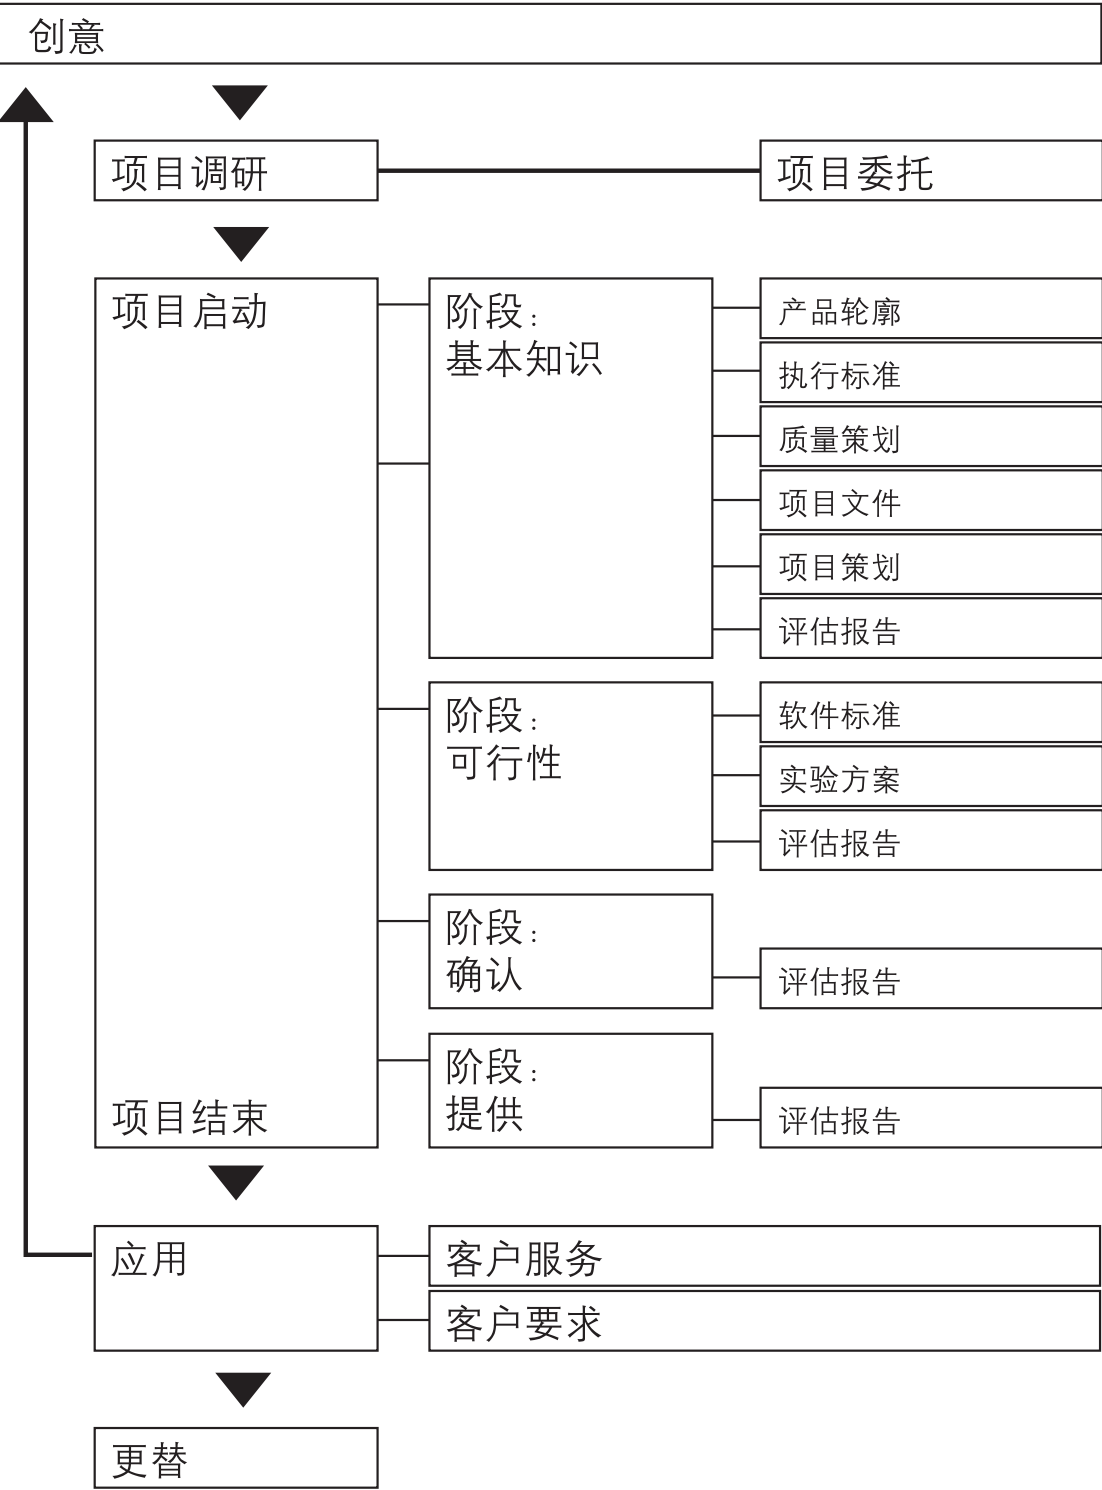 创意
项目调研
项目委托
项目启动
阶段：
基本知识
产品轮廓
执行标准
质量策划
项目文件
项目策划
评估报告
阶段：
可行性
软件标准
实验方案
评估报告
阶段：
确认
评估报告
阶段：
提供
评估报告
项目结束
应用
客户服务
客户要求
更替